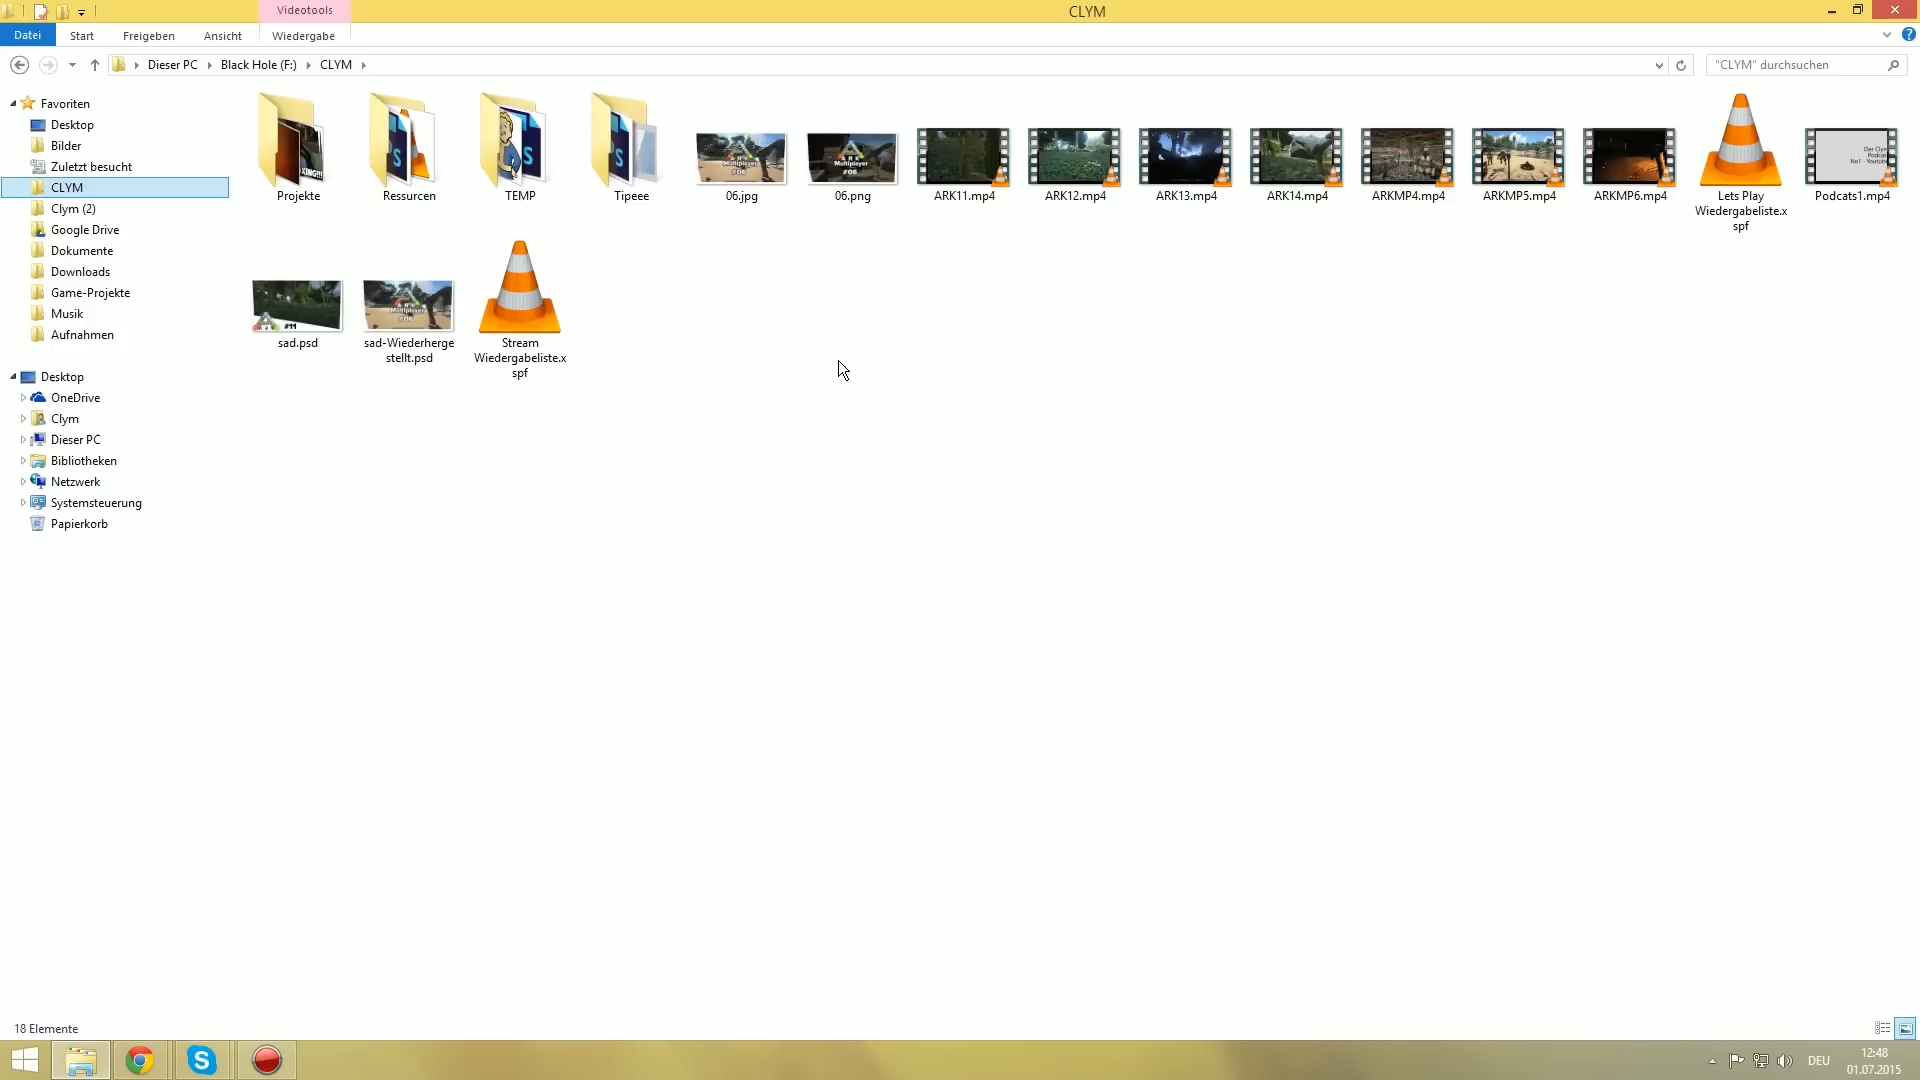 Videotools
CLYM
Datei Start Freigeben Ansicht Wiedergabe
Dieser PC Black Hole (F:) CLYM
"CLYM" durchsuchen
Favoriten
Desktop
Bilder
Zuletzt besucht
CLYM
Clym (2)
Google Drive
Dokumente
Downloads
Game-Projekte
Musik
Aufnahmen
Desktop
OneDrive
Clym
Dieser PC
Bibliotheken
Netzwerk
Systemsteuerung
Papierkorb
Projekte
Ressurcen
TEMP
Tipeee
06.jpg
06.png
ARK11.mp4
ARK12.mp4
ARK13.mp4
ARK14.mp4
ARKMP4.mp4
ARKMP5.mp4
ARKMP6.mp4
Lets Play
Wiedergabeliste.x
spf
Podcats1.mp4
#11
sad.psd
sad-Wiederherge
stellt.psd
Stream
Wiedergabeliste.x
spf
18 Elemente
DEU
12:48
01.07.2015